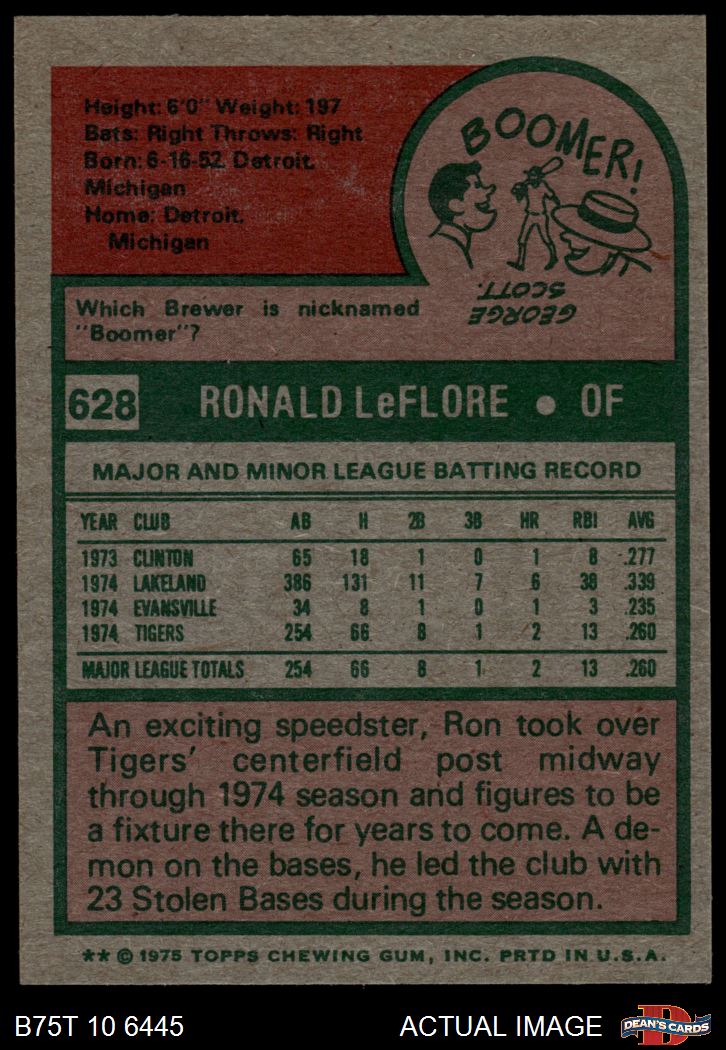 Height: 6'0" Weight: 197
Bats: Right Throws: Right
Born: 6-16-52, Detroit,
Michigan
Home: Detroit,
Michigan
BOOMER!
GEORGE
SCOTT.
Which Brewer is nicknamed
"Boomer"?
628 RONALD LeFLORE • OF
MAJOR AND MINOR LEAGUE BATTING RECORD
YEAR CLUB AB H 2B 3B HR RBI AVG
1973 CLINTON 65 18 1 0 1 8 .277
1974 LAKELAND 386 131 11 7 6 38 .339
1974 EVANSVILLE 34 8 1 0 1 3 .235
1974 TIGERS 254 66 8 1 2 13 .260
MAJOR LEAGUE TOTALS 254 66 8 1 2 13 .260
An exciting speedster, Ron took over
Tigers' centerfield post midway
through 1974 season and figures to be
a fixture there for years to come. A de-
mon on the bases, he led the club with
23 Stolen Bases during the season.
** © 1975 TOPPS CHEWING GUM, INC. PRTD IN U.S.A.
B75T 10 6445 ACTUAL IMAGE DEAN'S CARDS